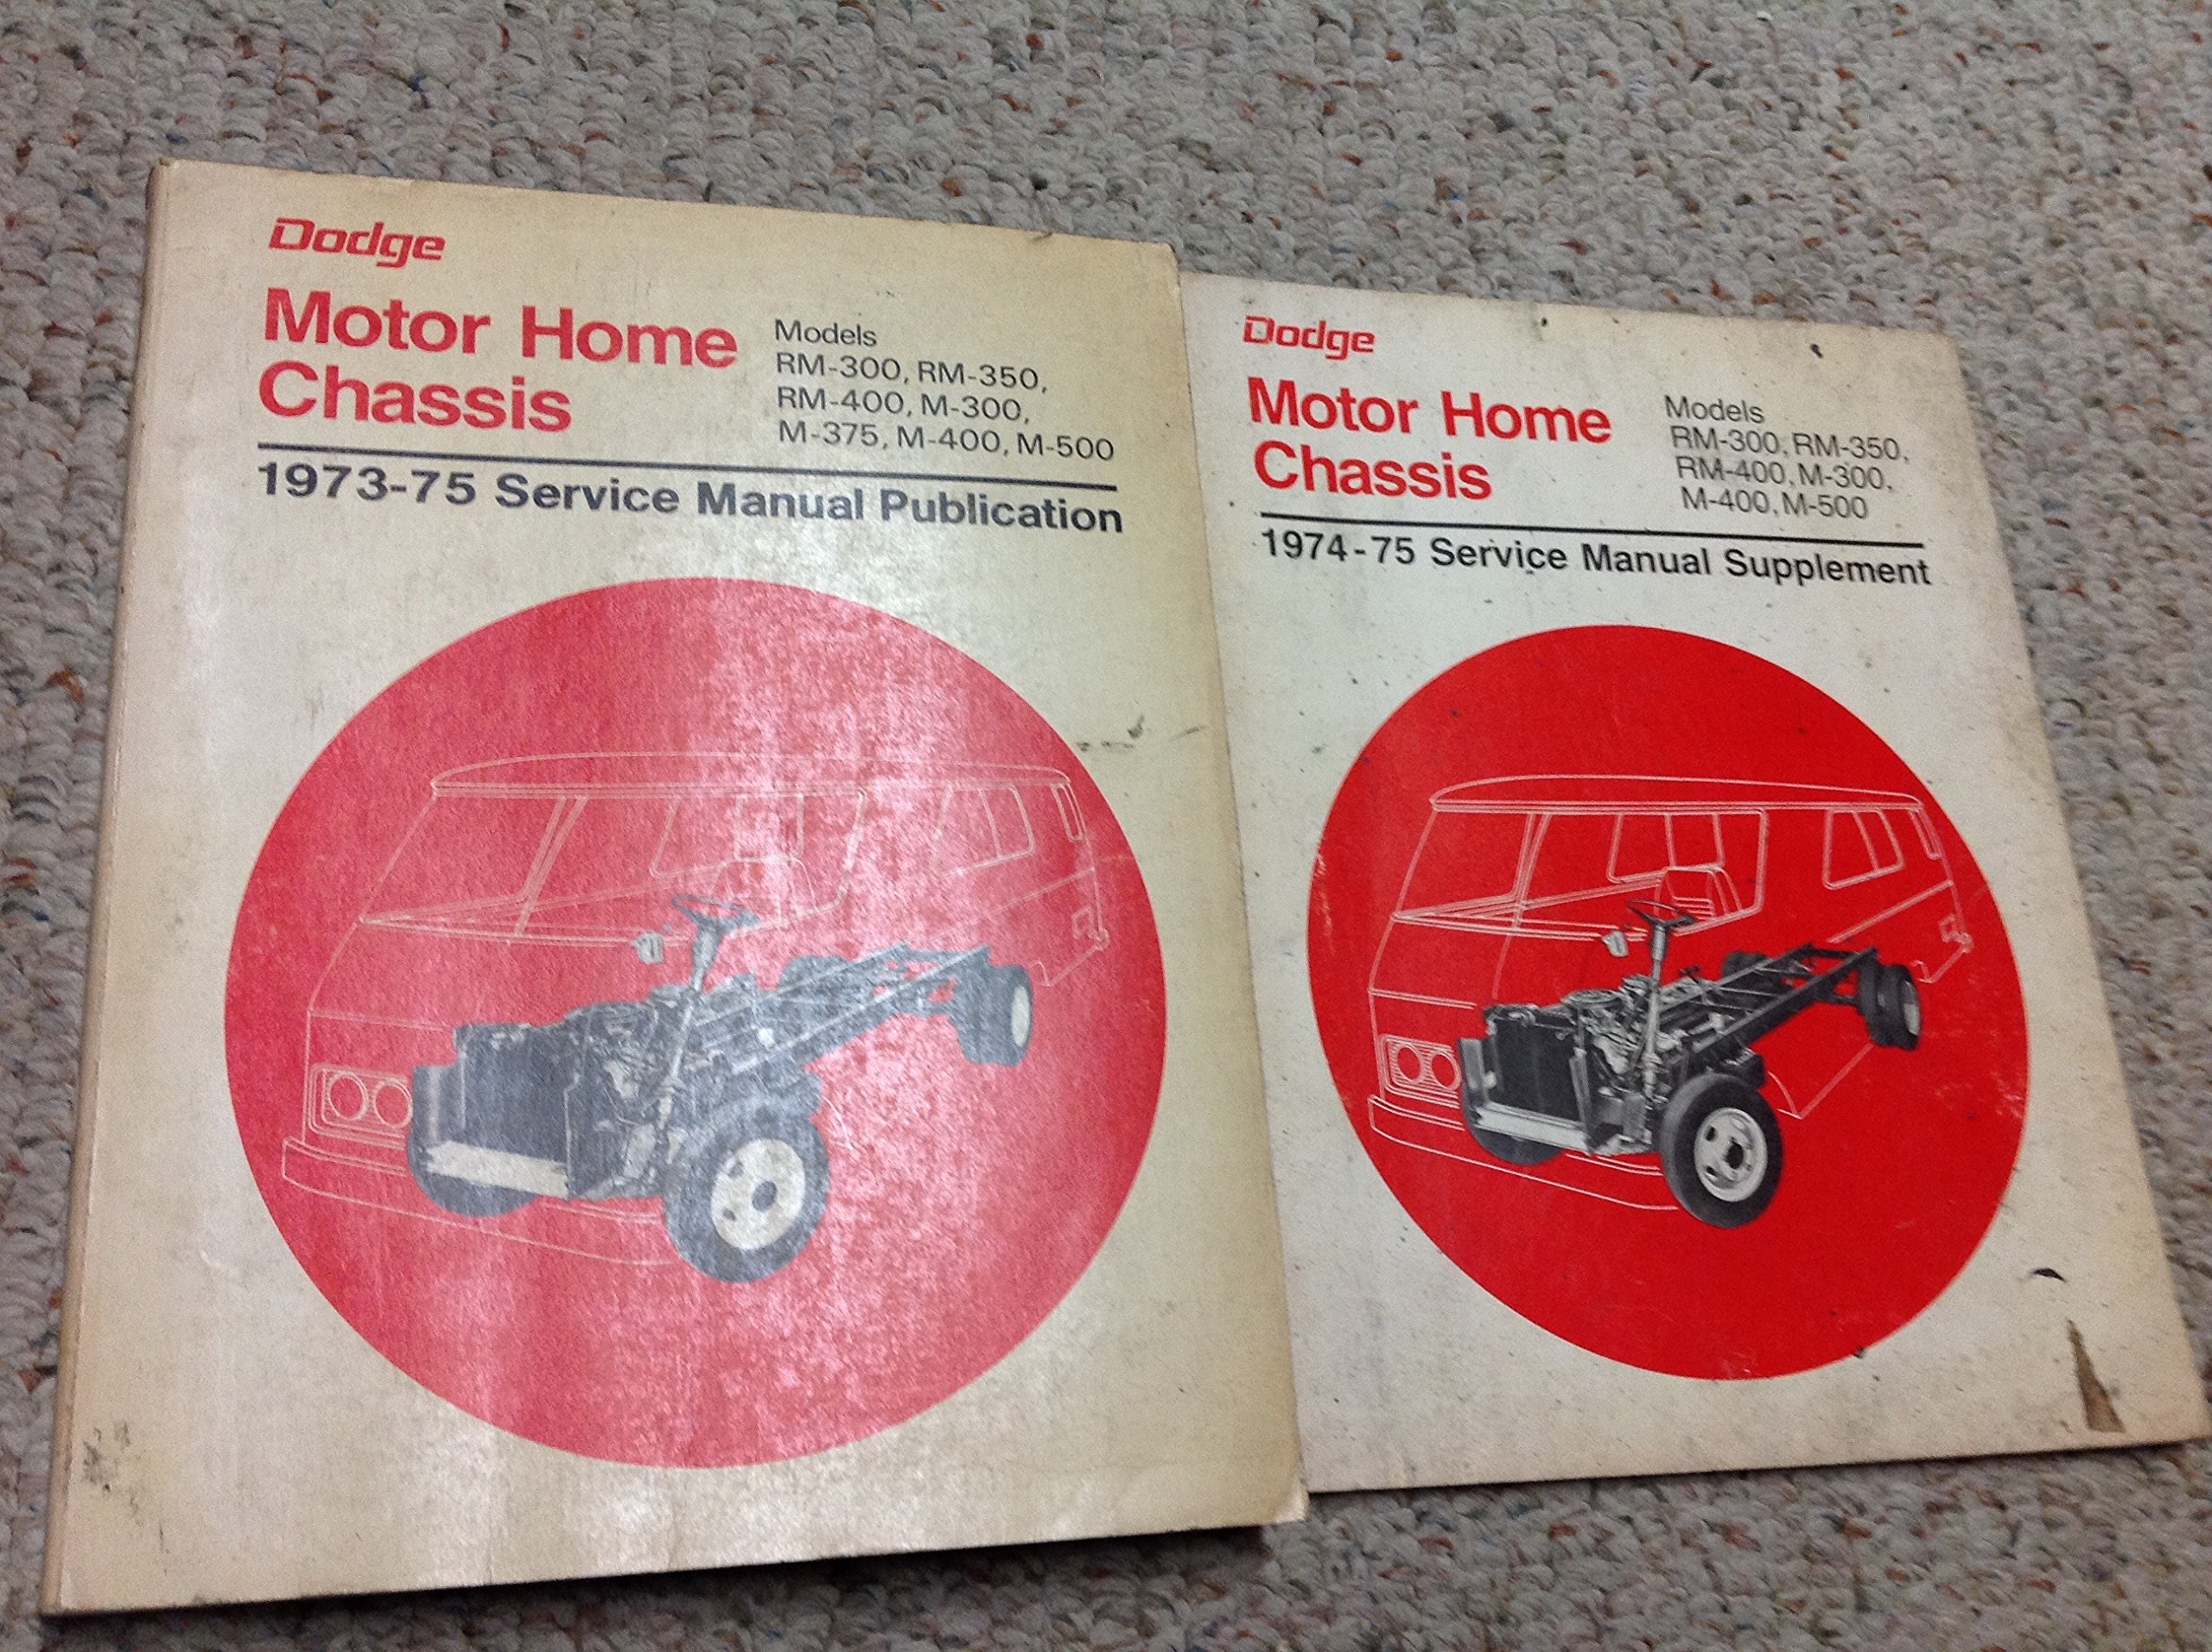 Dodge
Motor Home
Chassis
Models
RM-300, RM-350,
RM-400, M-300,
M-375, M-400, M-500
1973-75 Service Manual Publication
Dodge
Motor Home
Chassis
Models
RM-300, RM-350,
RM-400, M-300,
M-400, M-500
1974-75 Service Manual Supplement